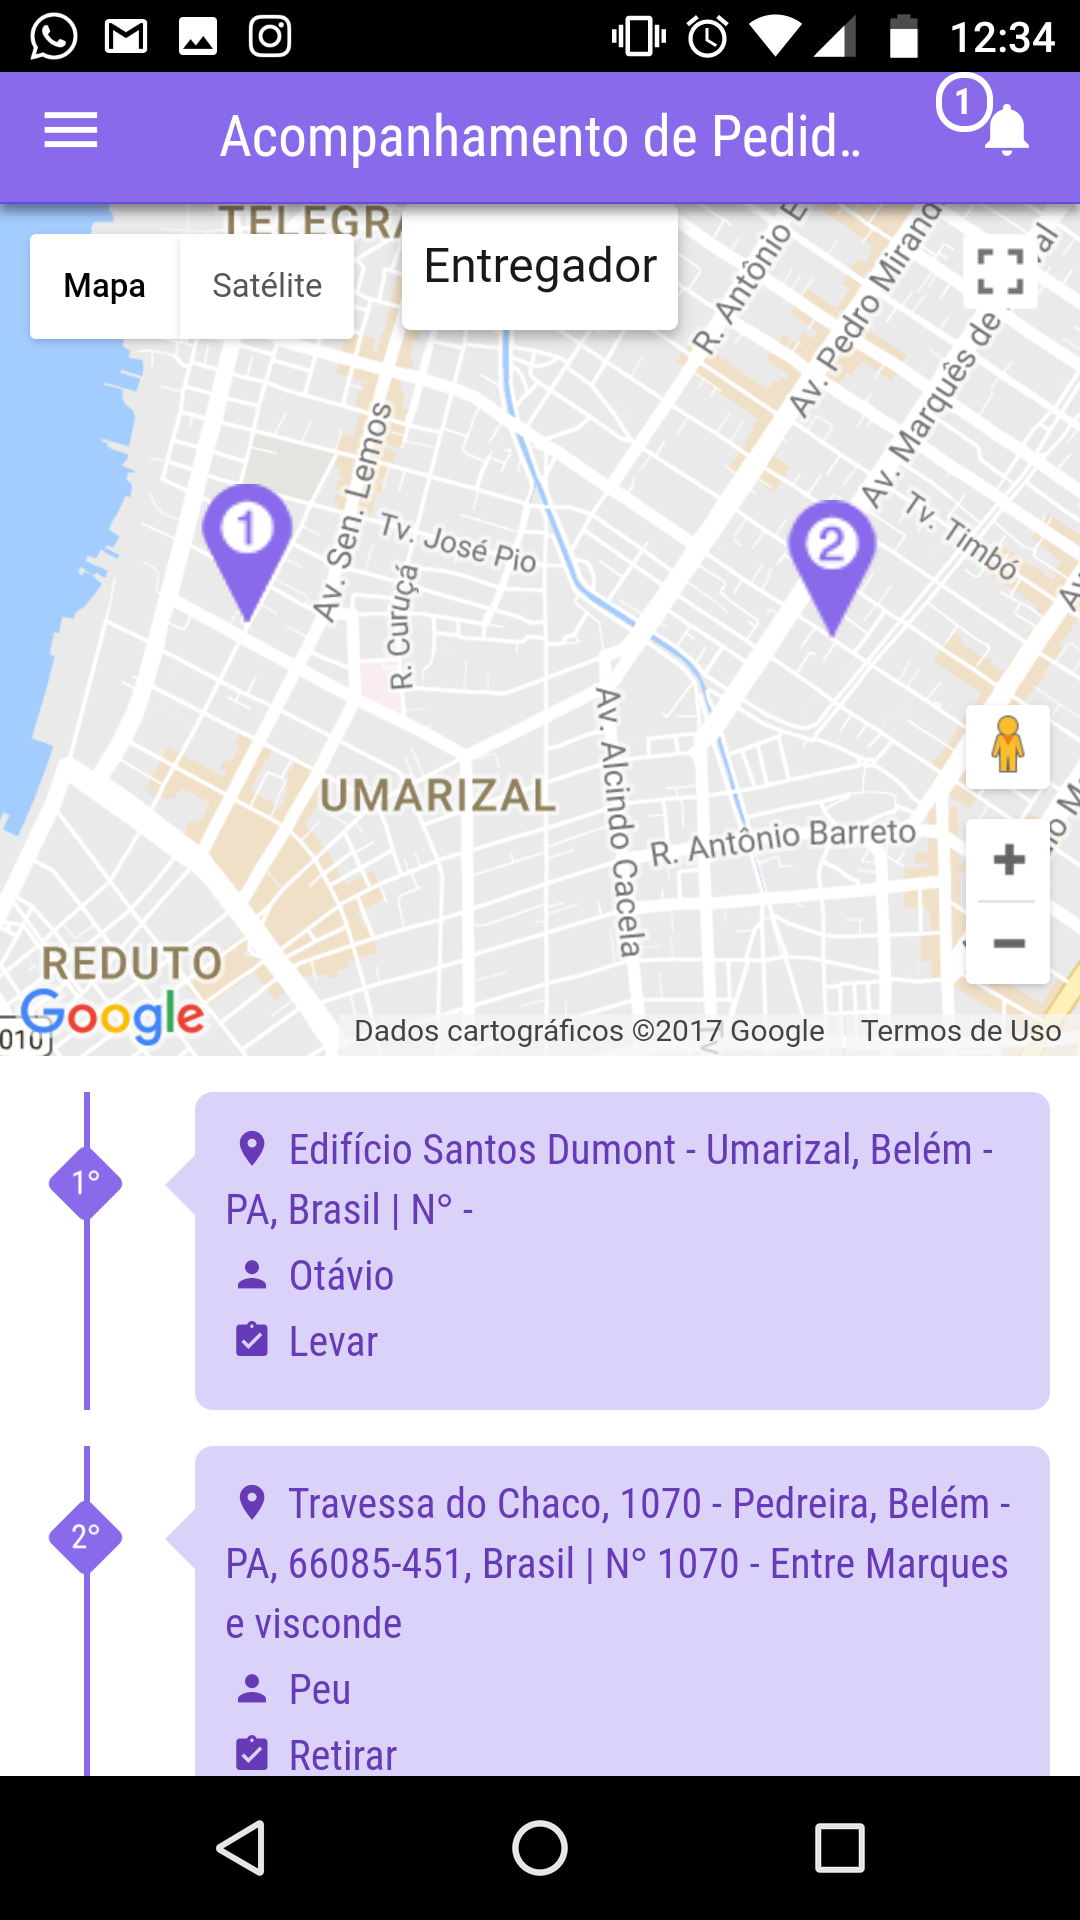 12:34
Acompanhamento de Pedid...
1
TELEGRA
Mapa
Satélite
Entregador
R. Antônio E
Av. Pedro Mirand
Av. Marquês de
al
Av. Sen. Lemos
Tv. José Pio
R. Curuçá
Tv. Timbó
1
2
Av. Alcindo Cacela
UMARIZAL
R. Antônio Barreto
REDUTO
Google
010
Dados cartográficos ©2017 Google
Termos de Uso
1°
Edifício Santos Dumont - Umarizal, Belém -
PA, Brasil | N° -
Otávio
Levar
2°
Travessa do Chaco, 1070 - Pedreira, Belém -
PA, 66085-451, Brasil | N° 1070 - Entre Marques
e visconde
Peu
Retirar